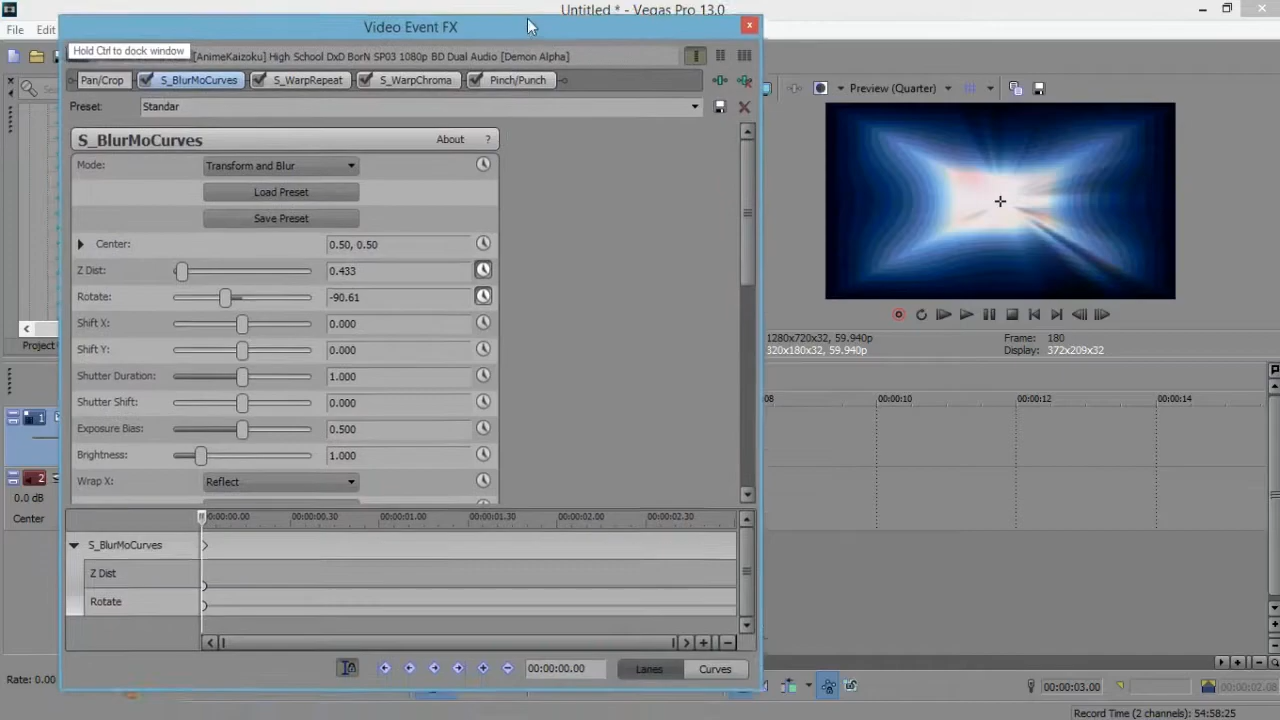 Untitled * - Vegas Pro 13.0
Video Event FX
File
Edit
Hold Ctrl to dock window
[AnimeKaizoku] High School DxD BorN SP03 1080p BD Dual Audio [Demon Alpha]
Pan/Crop
S_BlurMoCurves
S_WarpRepeat
S_WarpChroma
Pinch/Punch
Preview (Quarter)
Preset:
Standar
S_BlurMoCurves
About
?
Mode:
Transform and Blur
Load Preset
Save Preset
Center:
0.50, 0.50
Z Dist:
0.433
Rotate:
-90.61
Shift X:
0.000
Shift Y:
0.000
Shutter Duration:
1.000
Shutter Shift:
0.000
Exposure Bias:
0.500
Brightness:
1.000
Wrap X:
Reflect
Project
1280x720x32, 59.940p
Frame: 180
320x180x32, 59.940p
Display: 372x209x32
08
00:00:10
00:00:12
00:00:14
1
2
0.0 dB
Center
0:00:00.00
00:00:00.30
00:00:01.00
00:00:01.30
00:00:02.00
00:00:02.30
S_BlurMoCurves
Z Dist
Rotate
00:00:00.00
Lanes
Curves
Rate: 0.00
00:00:03.00
00:00:02.08
Record Time (2 channels): 54:58:25